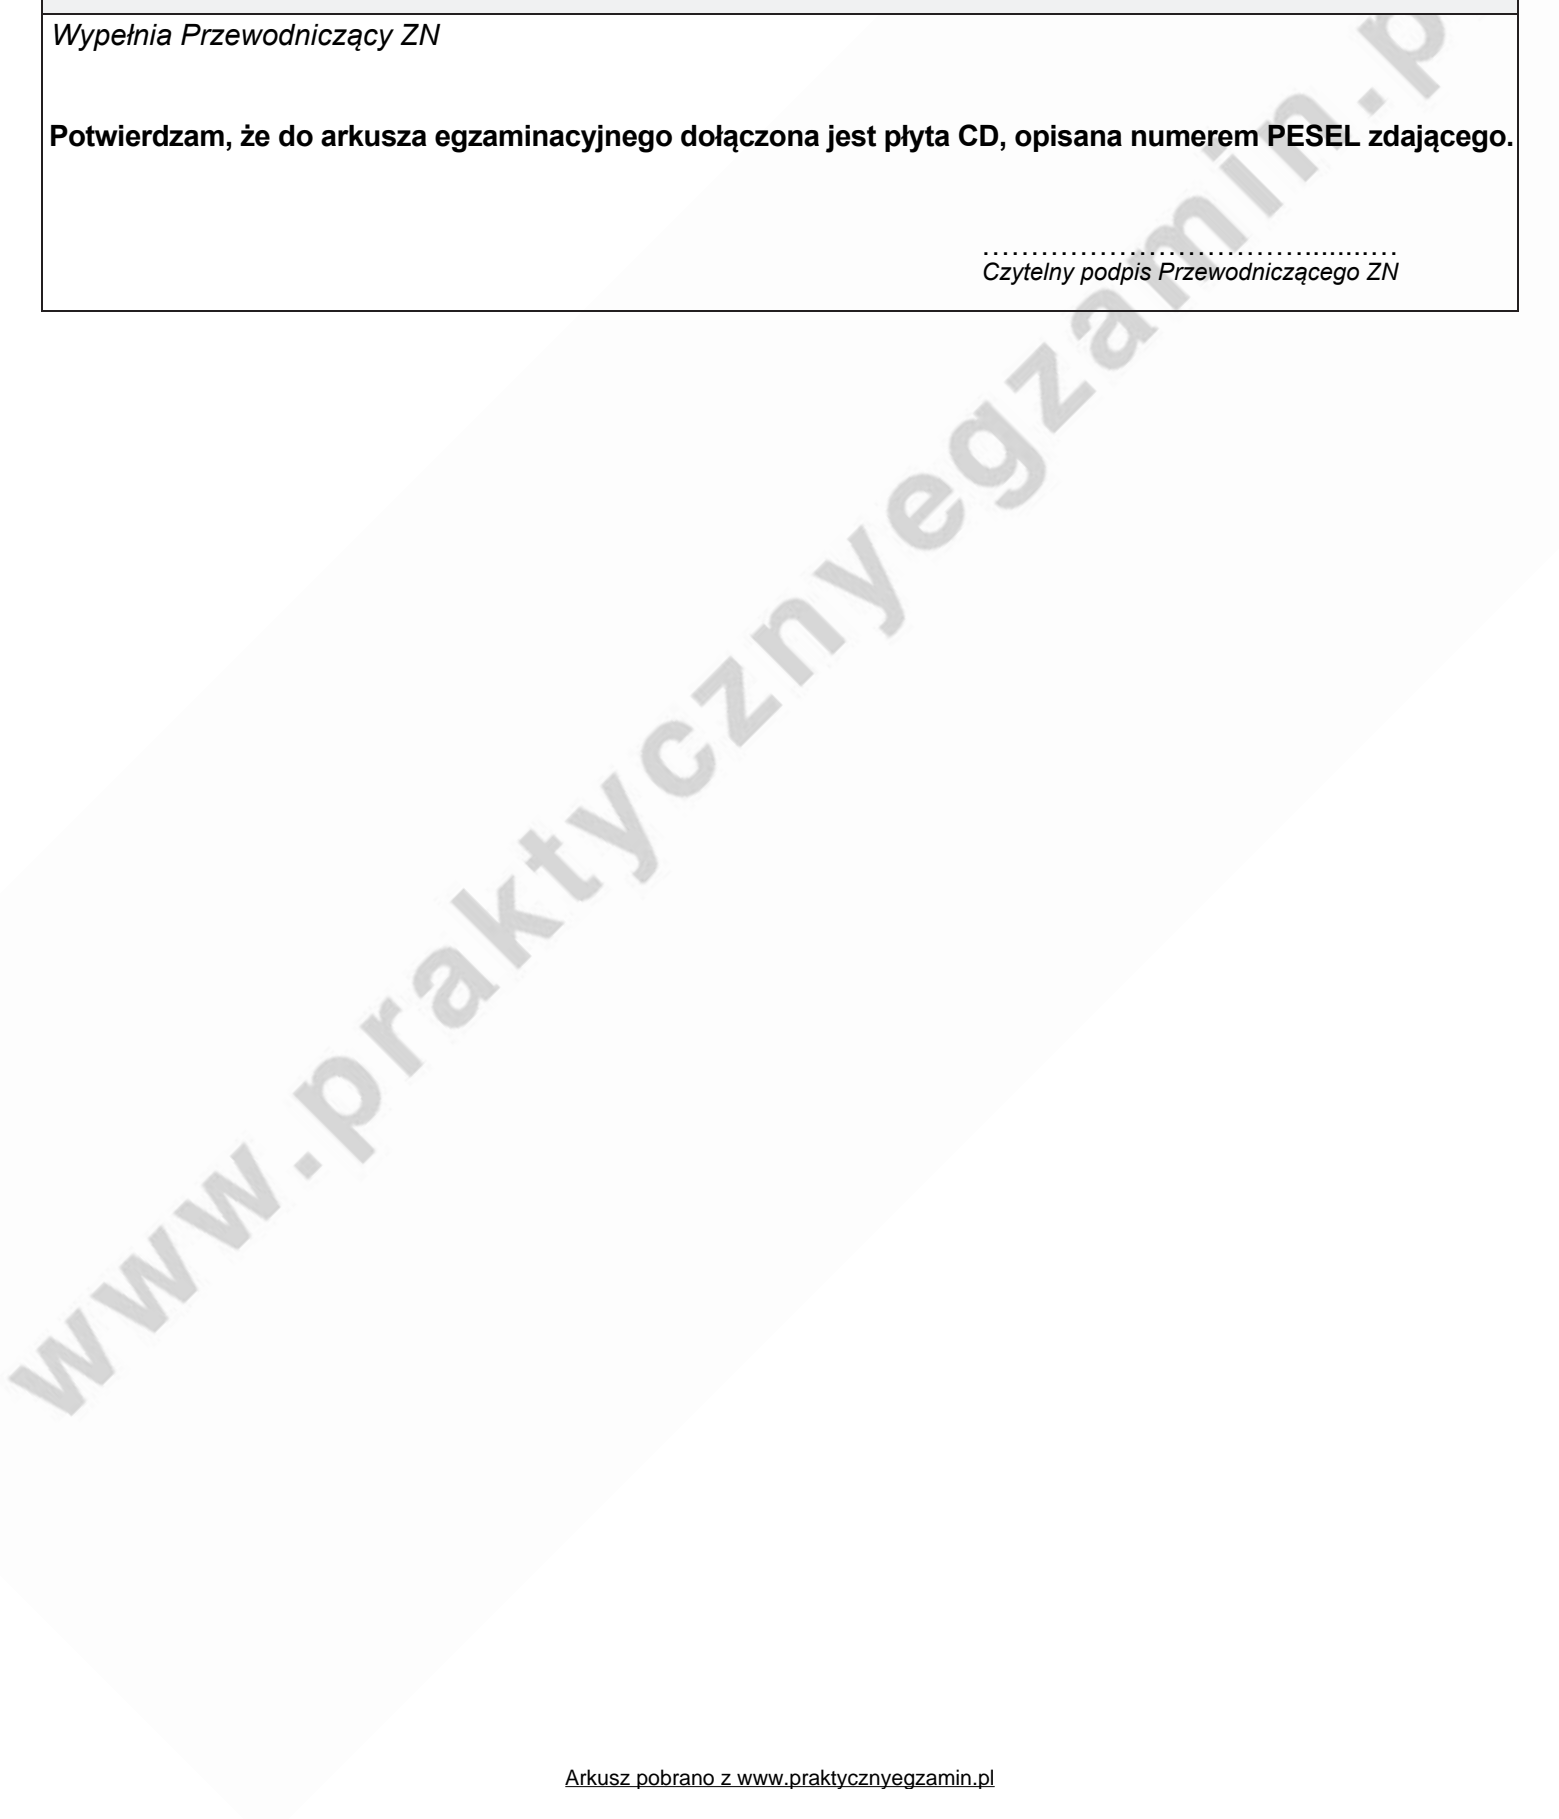 Wypełnia Przewodniczący ZN
Potwierdzam, że do arkusza egzaminacyjnego dołączona jest płyta CD, opisana numerem PESEL zdającego.
……………………………..........…
Czytelny podpis Przewodniczącego ZN
www.praktycznyegzamin.p
Arkusz pobrano z www.praktycznyegzamin.pl